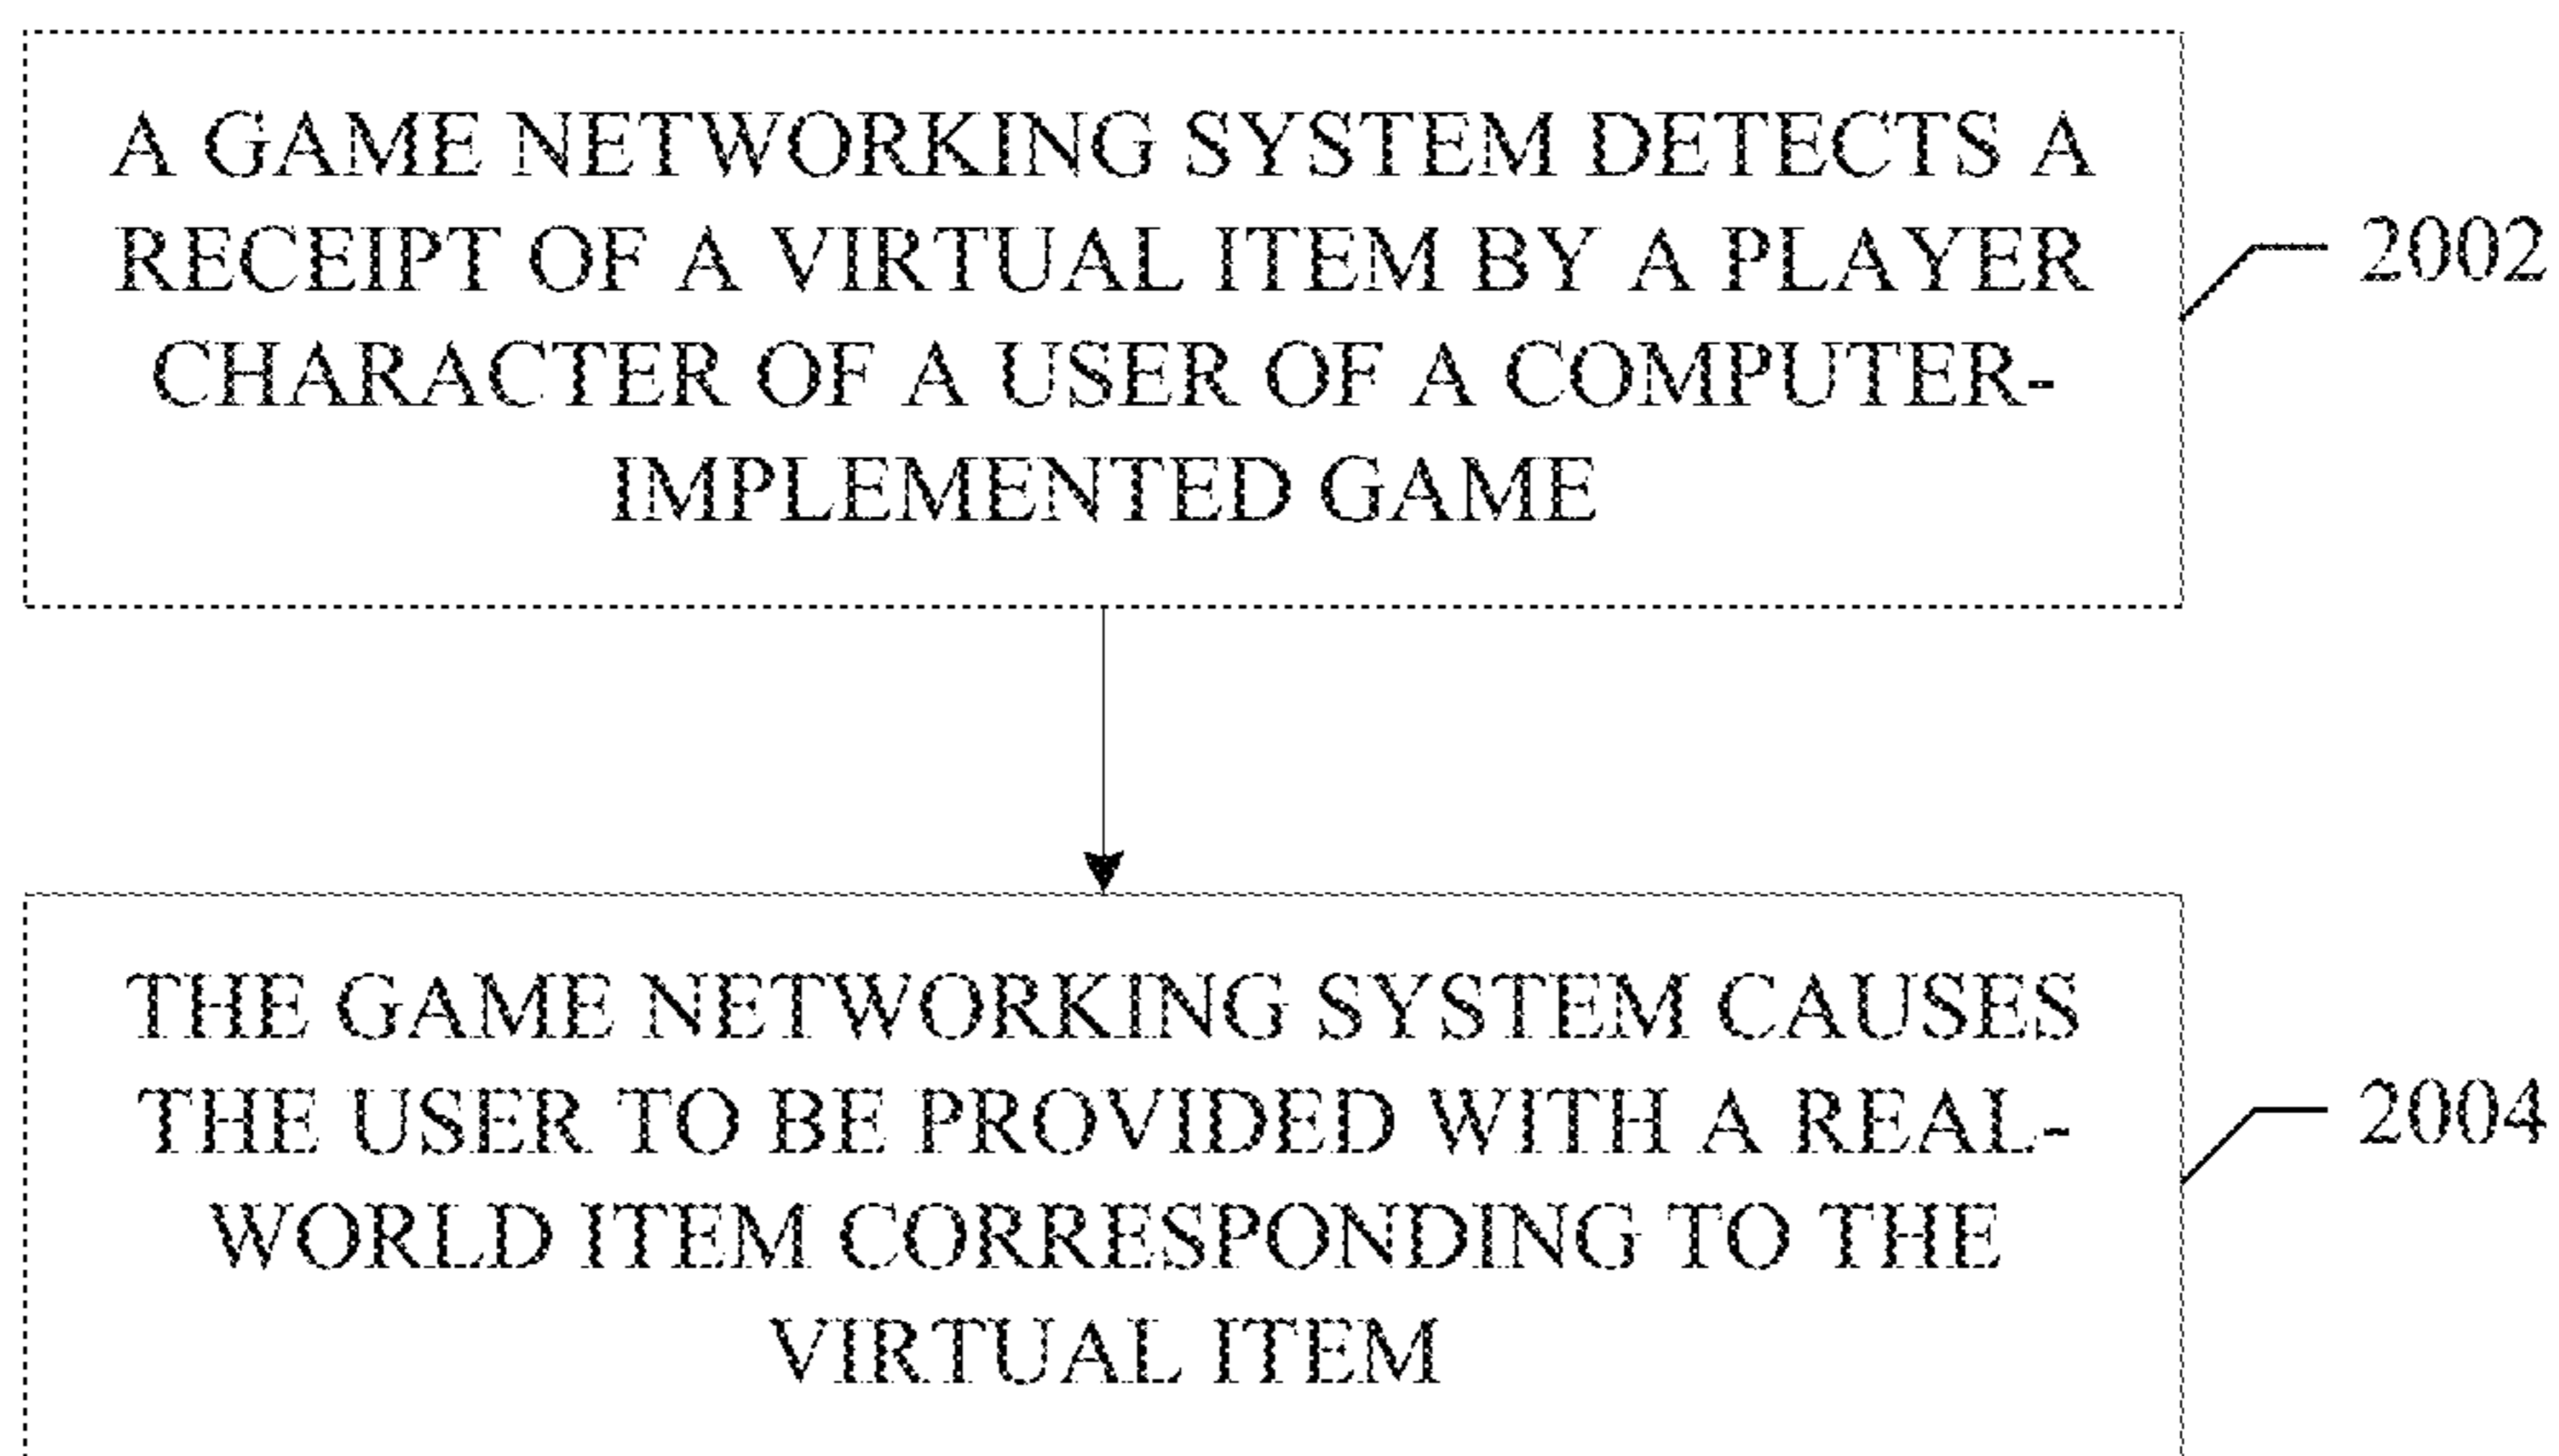 A GAME NETWORKING SYSTEM DETECTS A
RECEIPT OF A VIRTUAL ITEM BY A PLAYER
CHARACTER OF A USER OF A COMPUTER-
IMPLEMENTED GAME
2002
THE GAME NETWORKING SYSTEM CAUSES
THE USER TO BE PROVIDED WITH A REAL-
WORLD ITEM CORRESPONDING TO THE
VIRTUAL ITEM
2004